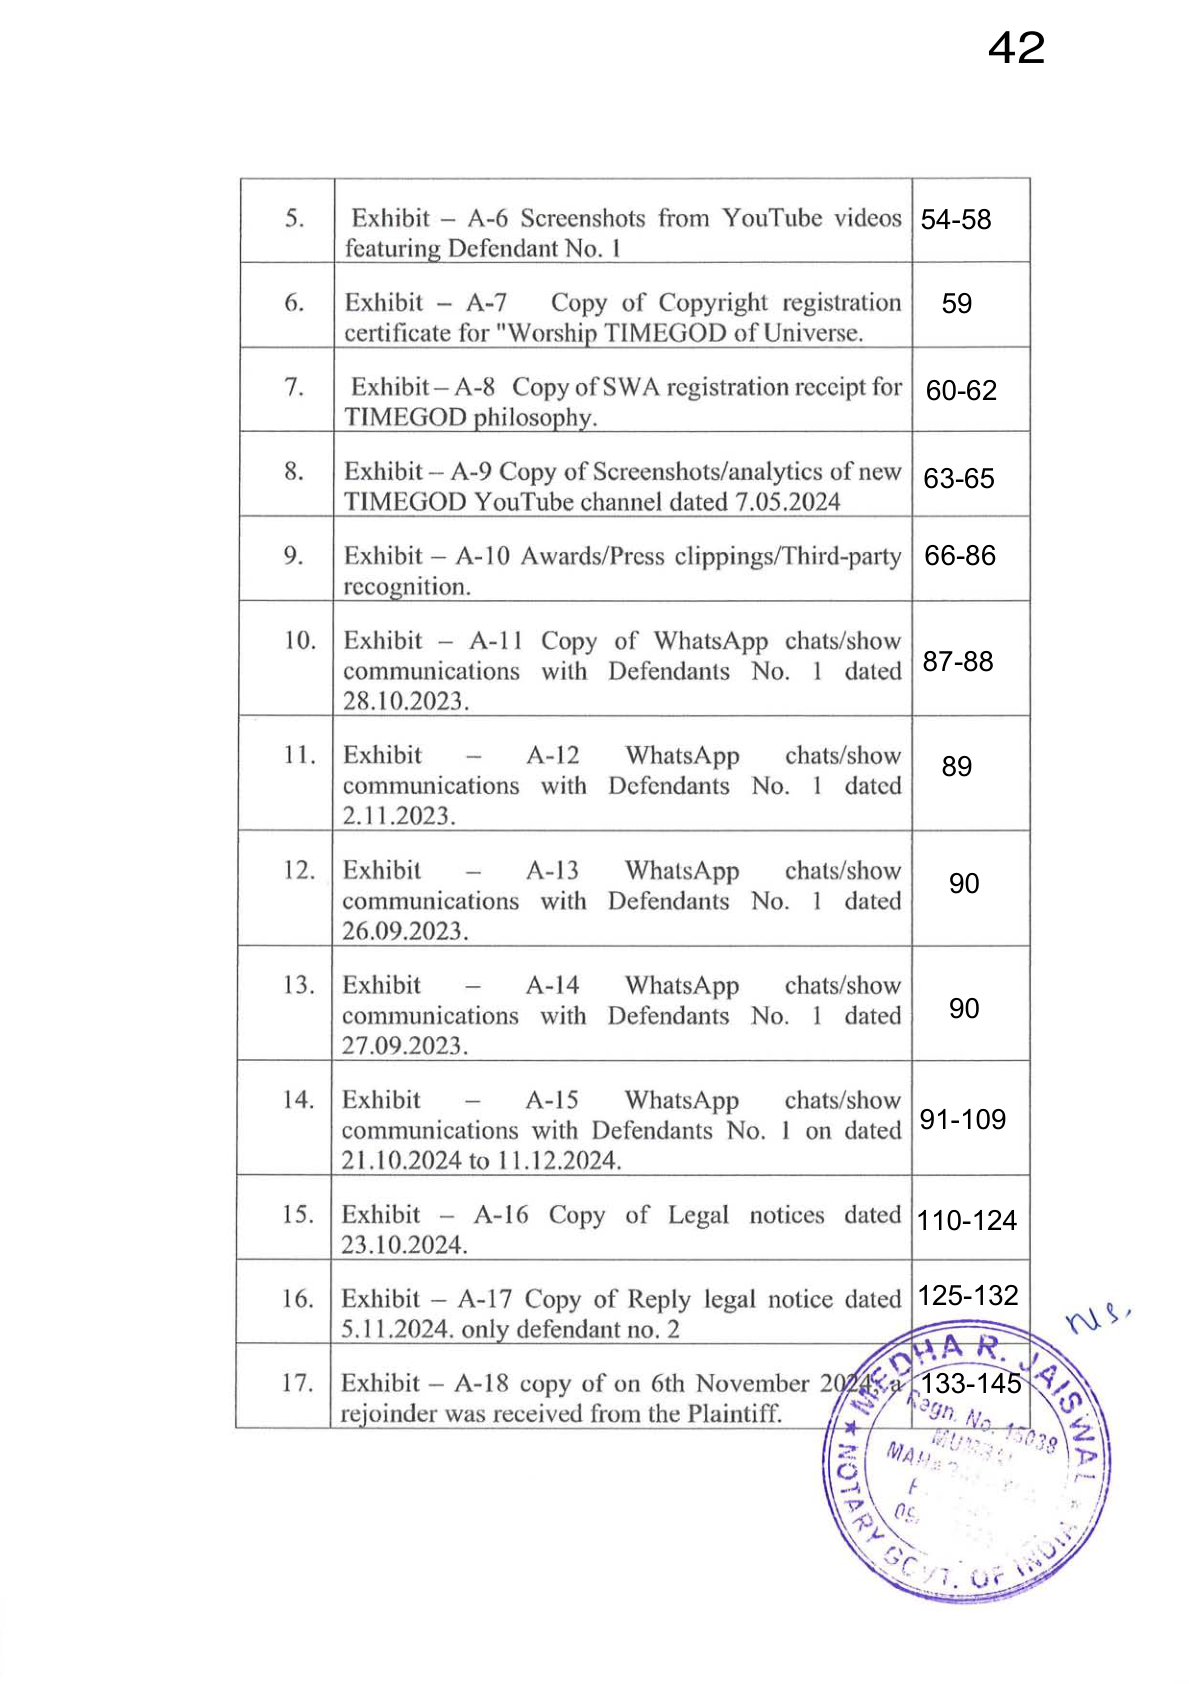 42
5. Exhibit – A-6 Screenshots from YouTube videos 54-58
featuring Defendant No. 1
6. Exhibit – A-7 Copy of Copyright registration 59
certificate for "Worship TIMEGOD of Universe.
7. Exhibit – A-8 Copy of SWA registration receipt for 60-62
TIMEGOD philosophy.
8. Exhibit – A-9 Copy of Screenshots/analytics of new 63-65
TIMEGOD YouTube channel dated 7.05.2024
9. Exhibit – A-10 Awards/Press clippings/Third-party 66-86
recognition.
10. Exhibit – A-11 Copy of WhatsApp chats/show
communications with Defendants No. 1 dated 87-88
28.10.2023.
11. Exhibit – A-12 WhatsApp chats/show 89
communications with Defendants No. 1 dated
2.11.2023.
12. Exhibit – A-13 WhatsApp chats/show 90
communications with Defendants No. 1 dated
26.09.2023.
13. Exhibit – A-14 WhatsApp chats/show
communications with Defendants No. 1 dated 90
27.09.2023.
14. Exhibit – A-15 WhatsApp chats/show
communications with Defendants No. 1 on dated 91-109
21.10.2024 to 11.12.2024.
15. Exhibit – A-16 Copy of Legal notices dated 110-124
23.10.2024.
16. Exhibit – A-17 Copy of Reply legal notice dated 125-132
5.11.2024. only defendant no. 2
17. Exhibit – A-18 copy of on 6th November 2024, a 133-145
rejoinder was received from the Plaintiff.
MEDHA R. JAISWAL
Regn. No. 15038
MUMBAI
NOTARY GOVT. OF INDIA